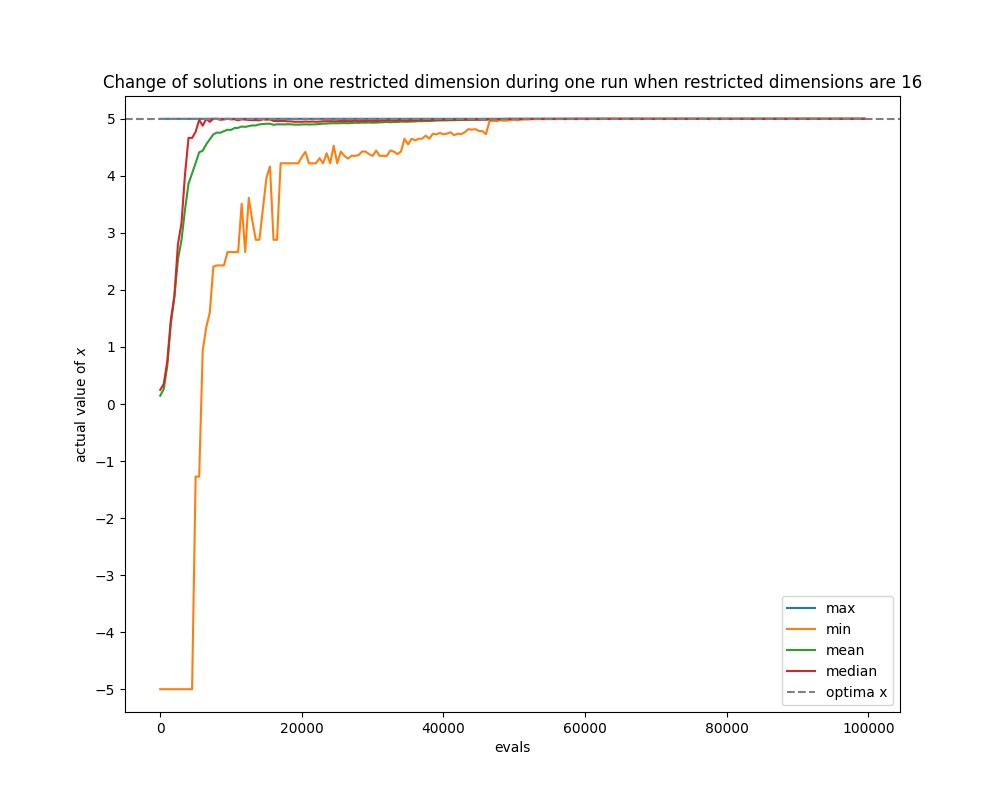 Change of solutions in one restricted dimension during one run when restricted dimensions are 16
5
4
3
2
1
0
−1
−2
−3
−4
−5
actual value of x
0 20000 40000 60000 80000 100000
evals
max
min
mean
median
optima x